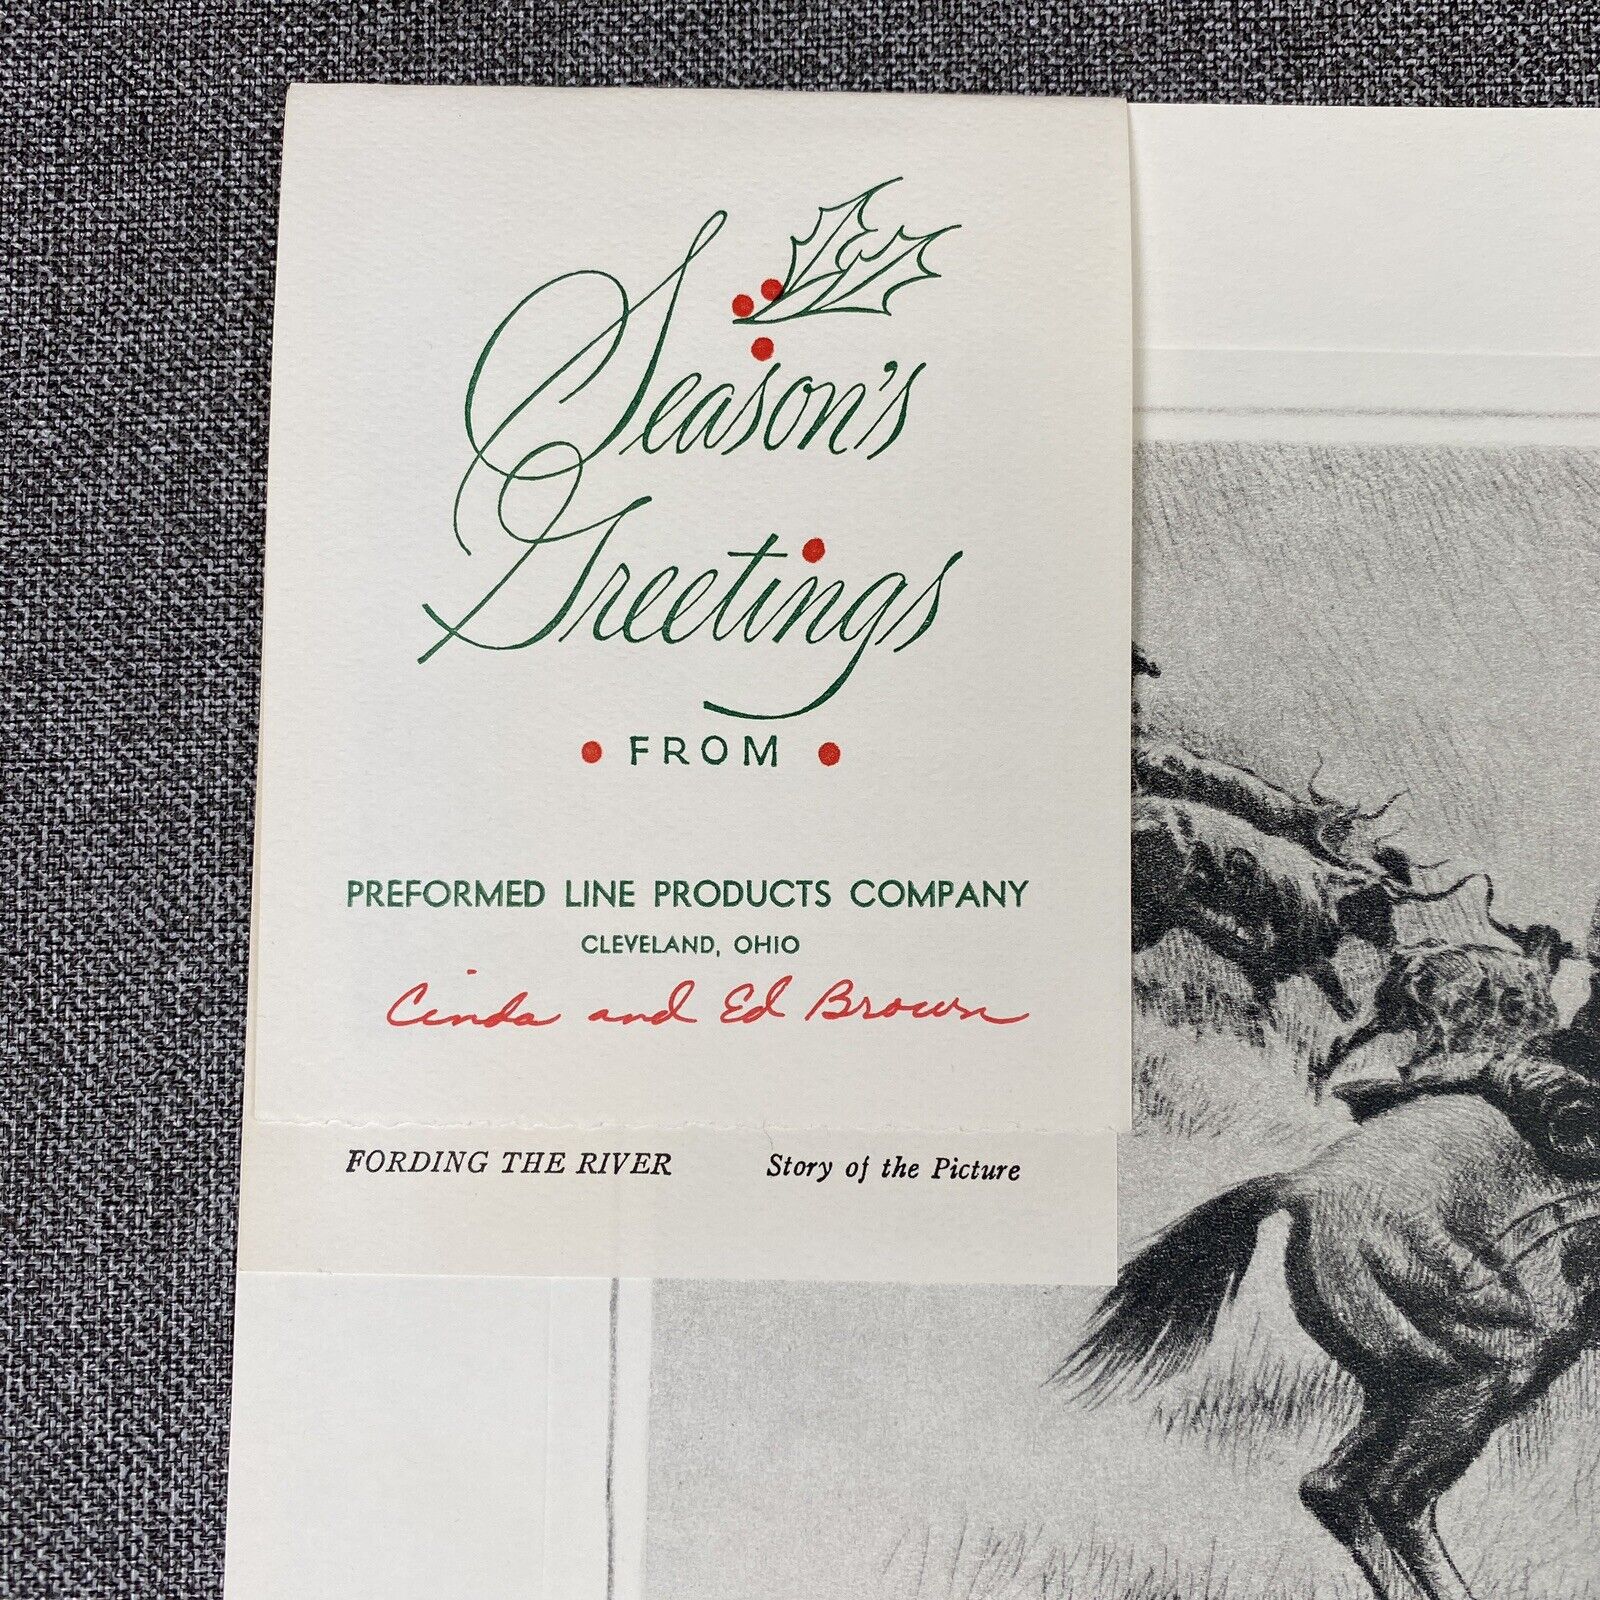 Season's
Greetings
• FROM •
PREFORMED LINE PRODUCTS COMPANY
CLEVELAND, OHIO
Cinda and Ed Brown
FORDING THE RIVER Story of the Picture